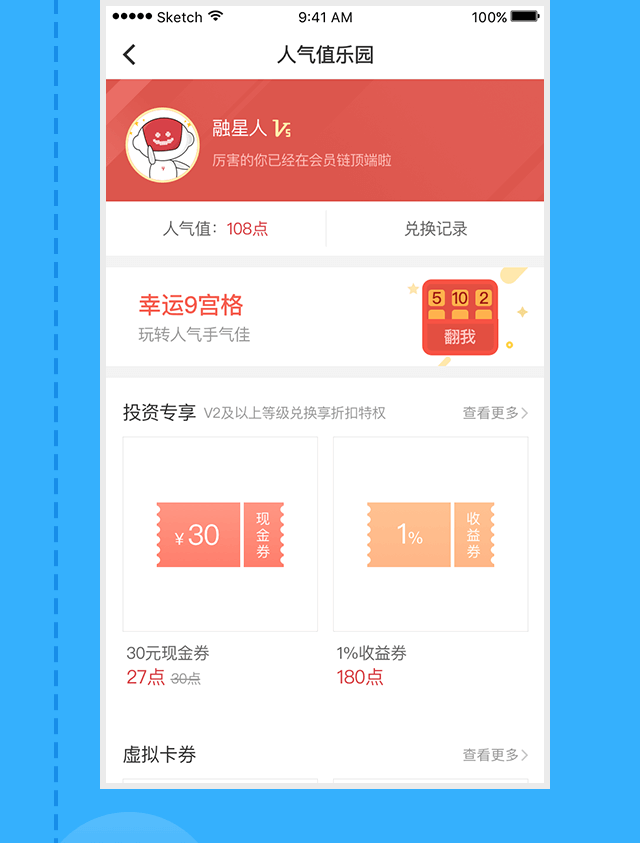 Sketch 9:41 AM 100%
人气值乐园
融星人 V5
厉害的你已经在会员链顶端啦
人气值：108点 兑换记录
幸运9宫格
玩转人气手气佳
5 10 2
翻我
投资专享 V2及以上等级兑换享折扣特权 查看更多
¥30 现金券
1% 收益券
30元现金券
27点 30点
1%收益券
180点
虚拟卡券 查看更多